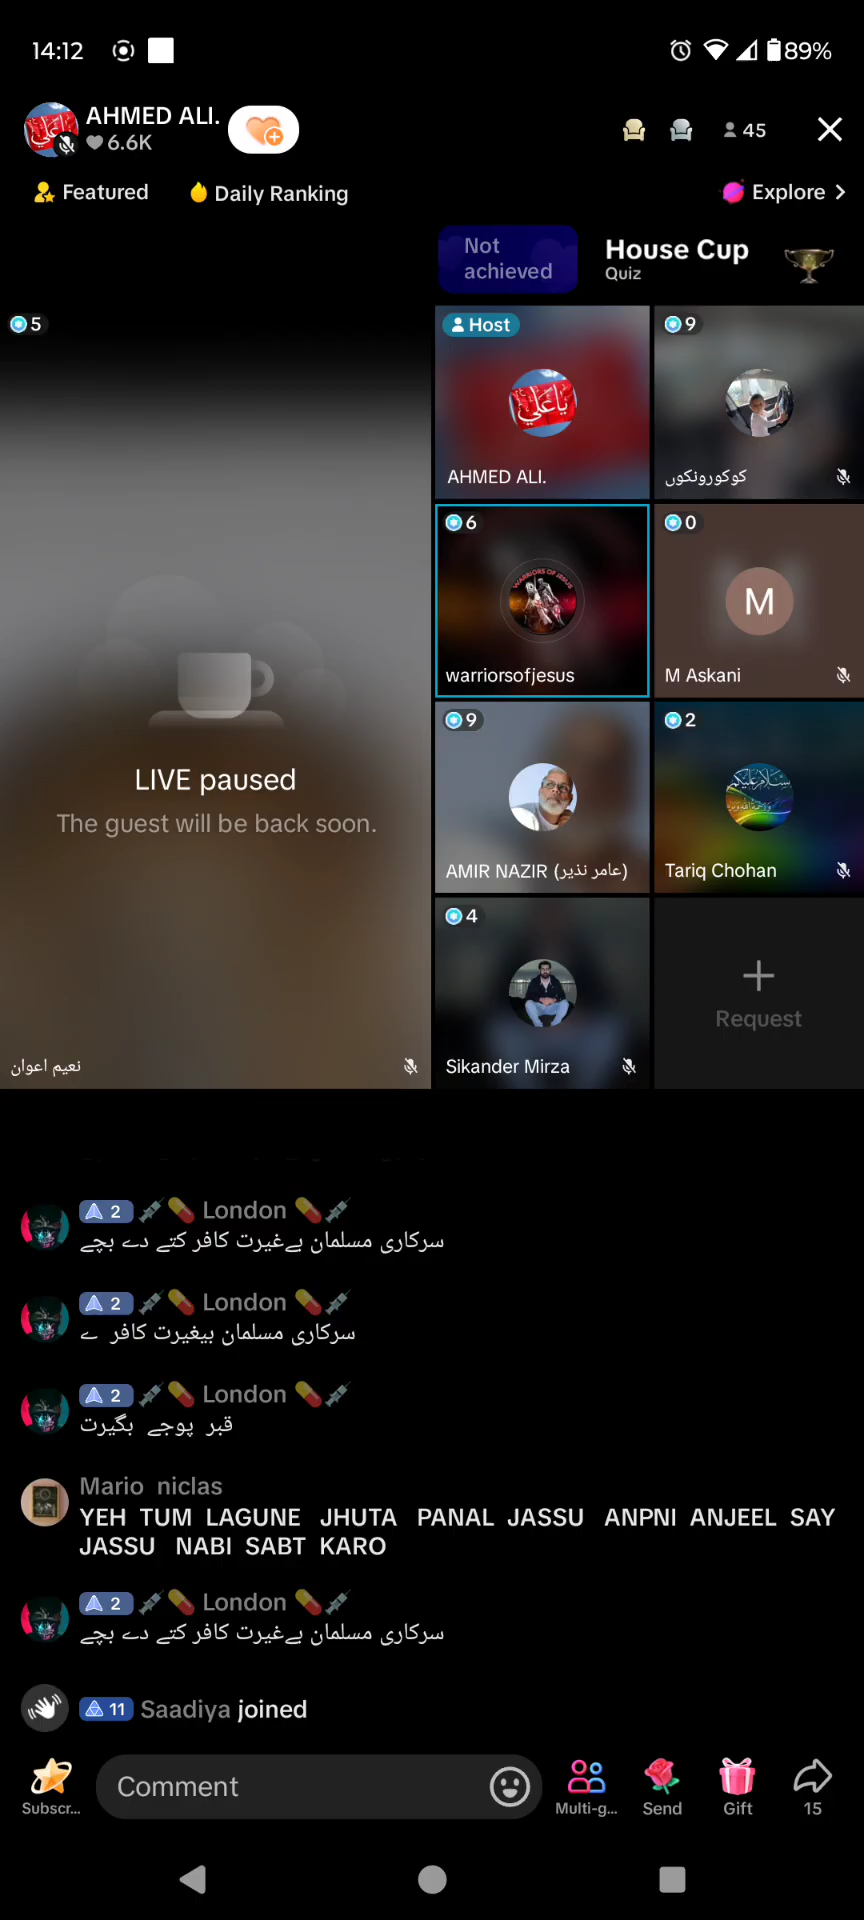 14:12
89%
AHMED ALI.
6.6K
45
Featured
Daily Ranking
Explore
Not
achieved
House Cup
Quiz
5
Host
یاعلي
AHMED ALI.
9
کوکورونکوں
6
WARRIORS OF JESUS
warriorsofjesus
0
M
M Askani
LIVE paused
The guest will be back soon.
9
AMIR NAZIR (عامر نذیر)
2
Tariq Chohan
4
Sikander Mirza
Request
نعیم اعوان
2 London
سرکاری مسلمان بےغیرت کافر کتے دے بچے
2 London
سرکاری مسلمان بیغیرت کافر ے
2 London
قبر پوجے بگیرت
Mario niclas
YEH TUM LAGUNE JHUTA PANAL JASSU ANPNI ANJEEL SAY
JASSU NABI SABT KARO
2 London
سرکاری مسلمان بےغیرت کافر کتے دے بچے
11 Saadiya joined
Comment
Subscr...
Multi-g...
Send
Gift
15